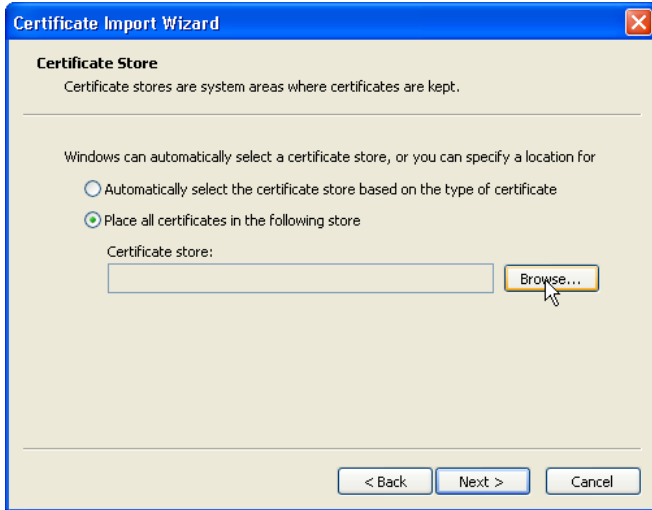 Certificate Import Wizard
Certificate Store
Certificate stores are system areas where certificates are kept.
Windows can automatically select a certificate store, or you can specify a location for
Automatically select the certificate store based on the type of certificate
Place all certificates in the following store
Certificate store:
Browse...
< Back Next > Cancel